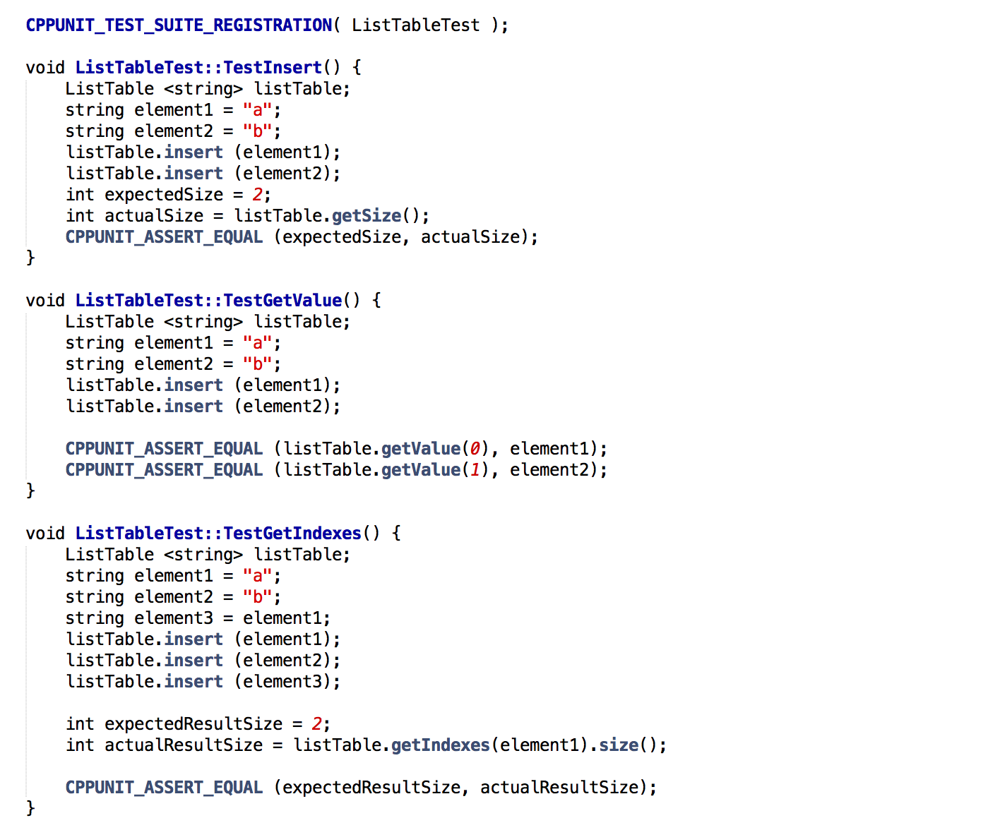 CPPUNIT_TEST_SUITE_REGISTRATION( ListTableTest );

void ListTableTest::TestInsert() {
    ListTable <string> listTable;
    string element1 = "a";
    string element2 = "b";
    listTable.insert (element1);
    listTable.insert (element2);
    int expectedSize = 2;
    int actualSize = listTable.getSize();
    CPPUNIT_ASSERT_EQUAL (expectedSize, actualSize);
}

void ListTableTest::TestGetValue() {
    ListTable <string> listTable;
    string element1 = "a";
    string element2 = "b";
    listTable.insert (element1);
    listTable.insert (element2);

    CPPUNIT_ASSERT_EQUAL (listTable.getValue(0), element1);
    CPPUNIT_ASSERT_EQUAL (listTable.getValue(1), element2);
}

void ListTableTest::TestGetIndexes() {
    ListTable <string> listTable;
    string element1 = "a";
    string element2 = "b";
    string element3 = element1;
    listTable.insert (element1);
    listTable.insert (element2);
    listTable.insert (element3);

    int expectedResultSize = 2;
    int actualResultSize = listTable.getIndexes(element1).size();

    CPPUNIT_ASSERT_EQUAL (expectedResultSize, actualResultSize);
}